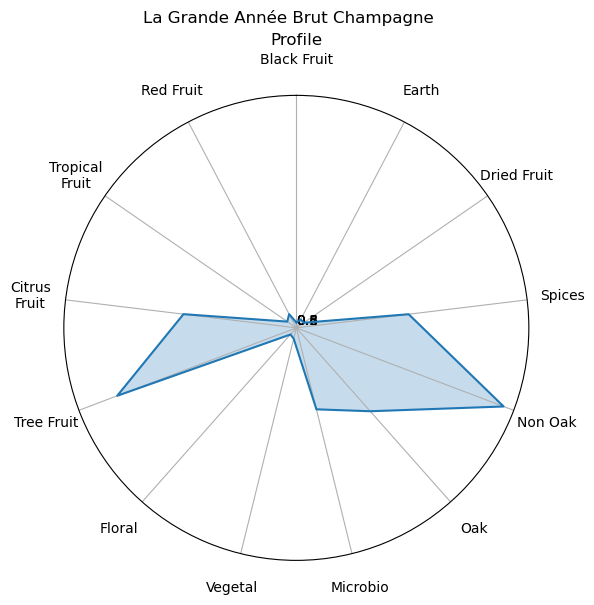 La Grande Année Brut Champagne
Profile
Black Fruit
Red Fruit
Earth
Tropical
Fruit
Dried Fruit
Citrus
Fruit
Spices
Tree Fruit
Non Oak
Floral
Oak
Vegetal
Microbio